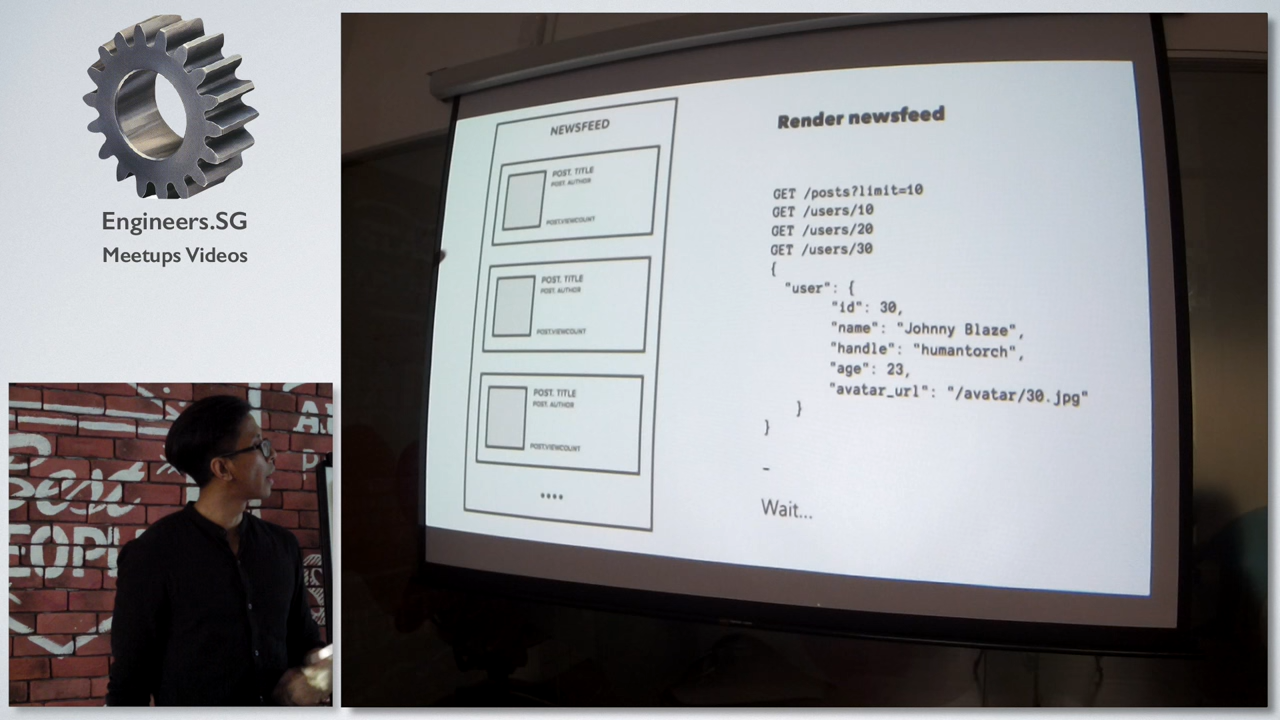 Engineers.SG
Meetups Videos
Best
NEWSFEED
POST. TITLE
POST. AUTHOR
POST.VIEWCOUNT
POST. TITLE
POST. AUTHOR
POST.VIEWCOUNT
POST. TITLE
POST. AUTHOR
POST.VIEWCOUNT
....
Render newsfeed
GET /posts?limit=10
GET /users/10
GET /users/20
GET /users/30
{
"user": {
"id": 30,
"name": "Johnny Blaze",
"handle": "humantorch",
"age": 23,
"avatar_url": "/avatar/30.jpg"
}
}
_
Wait...